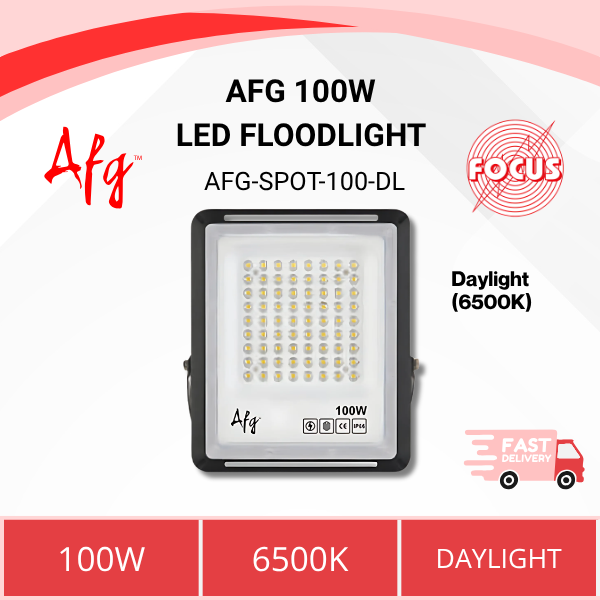 AFG 100W
LED FLOODLIGHT
AFG-SPOT-100-DL
Afg™
FOCUS
Daylight
(6500K)
100W
Afg
CE IP66
FAST
DELIVERY
100W
6500K
DAYLIGHT